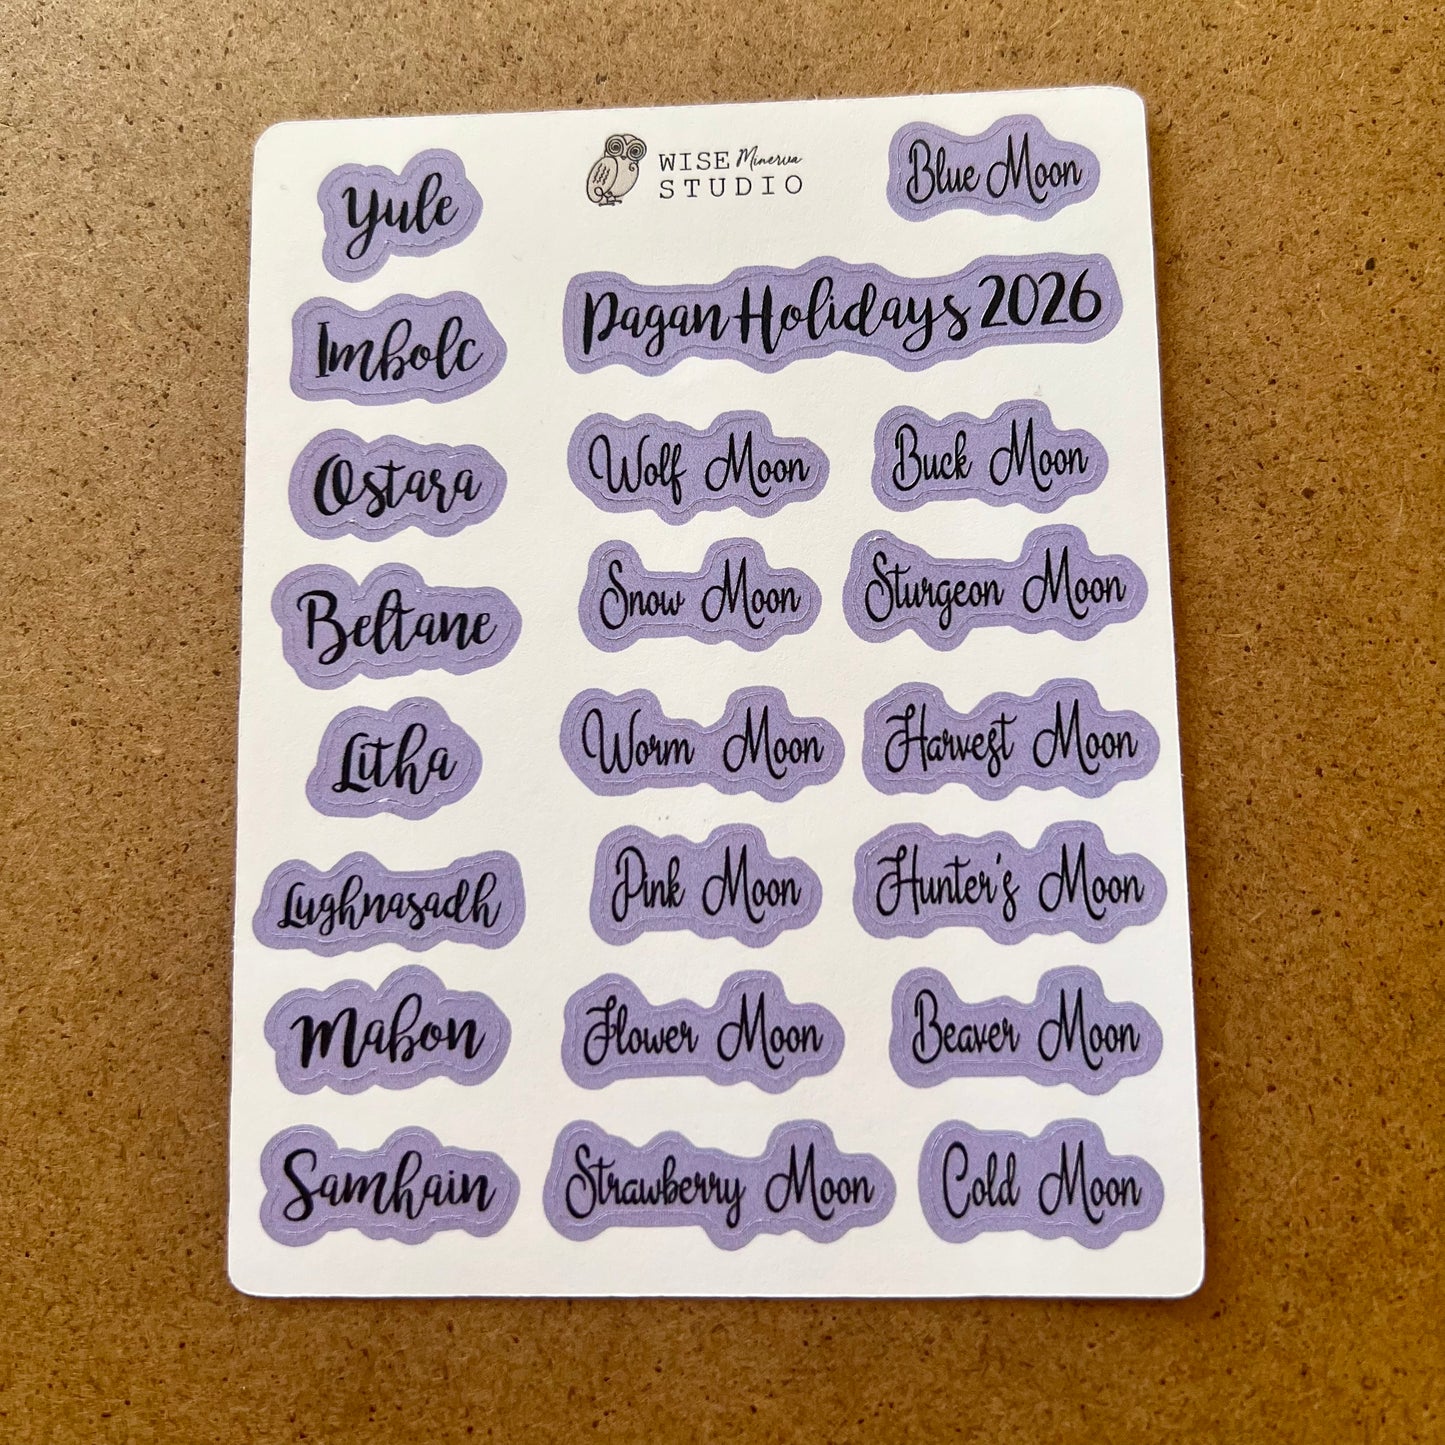 Yule
Imbolc
Ostara
Beltane
Litha
Lughnasadh
Mabon
Samhain
WISE Minerva
STUDIO
Blue Moon
Pagan Holidays 2026
Wolf Moon
Snow Moon
Worm Moon
Pink Moon
Flower Moon
Strawberry Moon
Buck Moon
Sturgeon Moon
Harvest Moon
Hunter's Moon
Beaver Moon
Cold Moon